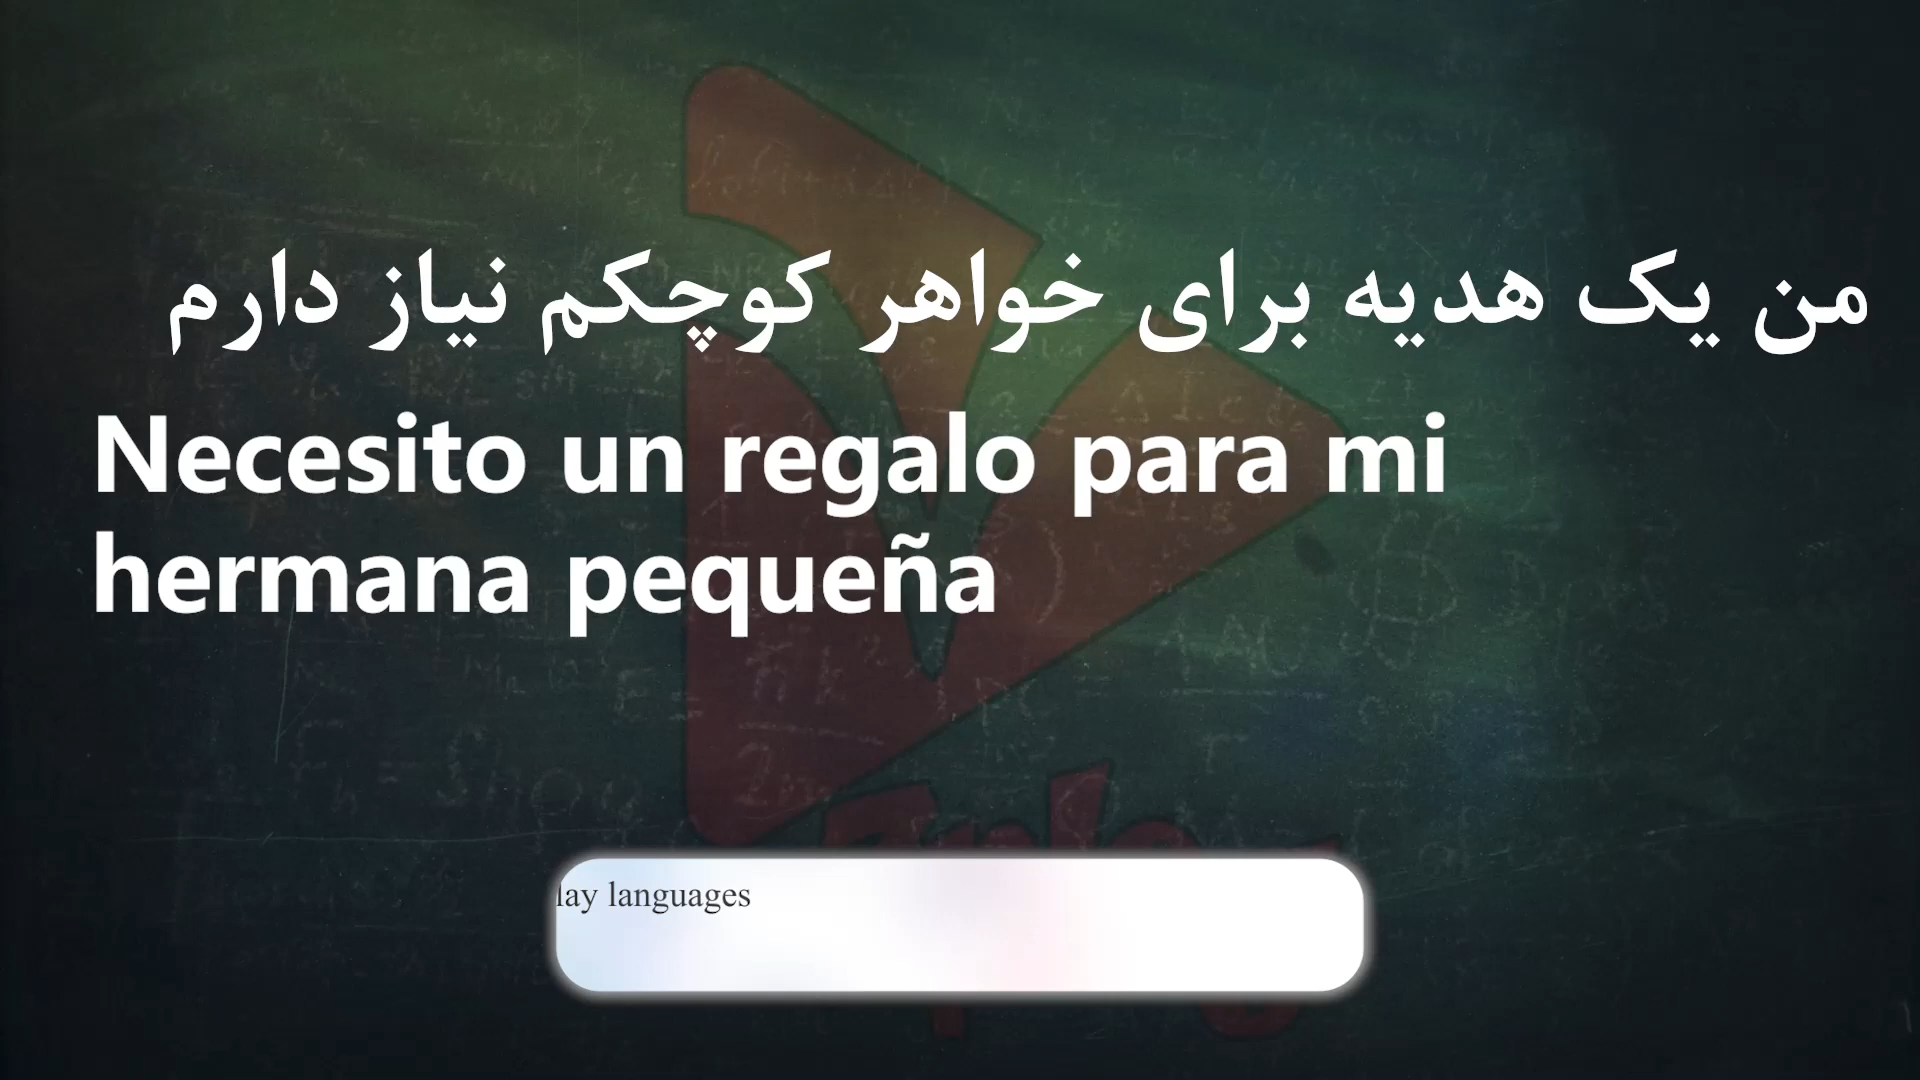 من یک هدیه برای خواهر کوچکم نیاز دارم
Necesito un regalo para mi
hermana pequeña
lay languages